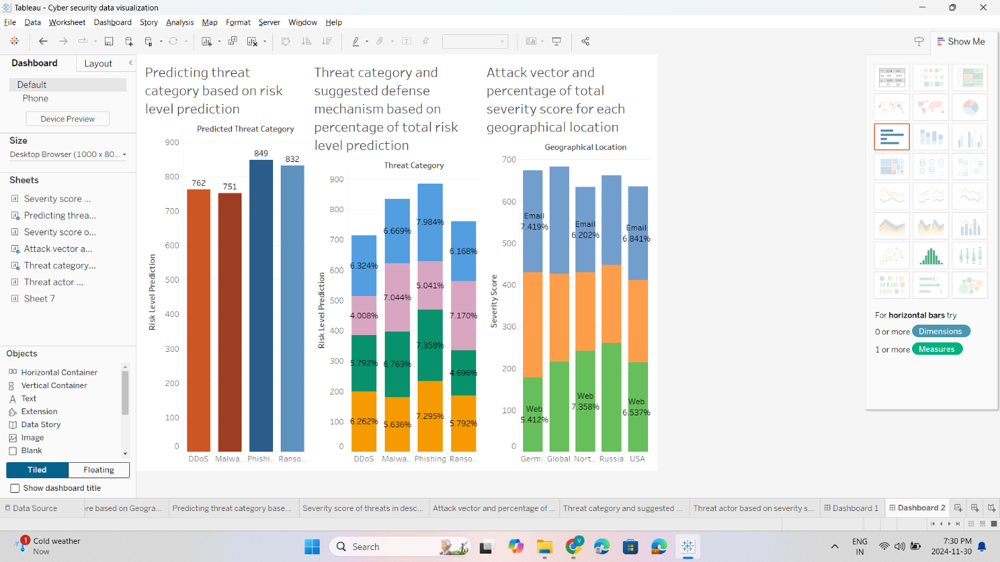 Tableau - Cyber security data visualization
File Data Worksheet Dashboard Story Analysis Map Format Server Window Help
Show Me
Dashboard Layout
Default
Phone
Device Preview
Size
Desktop Browser (1000 x 80...
Sheets
Severity score ...
Predicting threa...
Severity score o...
Attack vector a...
Threat category...
Threat actor ...
Sheet 7
Objects
Horizontal Container
Vertical Container
Text
Extension
Data Story
Image
Blank
Tiled Floating
Show dashboard title
Predicting threat
category based on risk
level prediction
Predicted Threat Category
Risk Level Prediction
900
800
700
600
500
400
300
200
100
0
762
751
849
832
DDoS Malwa.. Phishi.. Ranso..
Threat category and
suggested defense
mechanism based on
percentage of total risk
level prediction
Threat Category
Risk Level Prediction
900
800
700
600
500
400
300
200
100
0
6.324%
4.008%
5.792%
6.262%
6.669%
7.044%
6.763%
5.636%
7.984%
5.041%
7.358%
7.295%
6.168%
7.170%
4.696%
5.792%
DDoS Malwa.. Phishing Ranso..
Attack vector and
percentage of total
severity score for each
geographical location
Geographical Location
Severity Score
700
600
500
400
300
200
100
0
Email
7.419%
Web
5.412%
Email
6.202%
Web
7.358%
Email
6.841%
Web
6.537%
Germ.. Global Nort.. Russia USA
For horizontal bars try
0 or more Dimensions
1 or more Measures
Data Source
re based on Geogra...
Predicting threat category base...
Severity score of threats in desc...
Attack vector and percentage of ...
Threat category and suggested ...
Threat actor based on severity s...
Dashboard 1
Dashboard 2
1
Cold weather
Now
Search
V
ENG
IN
7:30 PM
2024-11-30